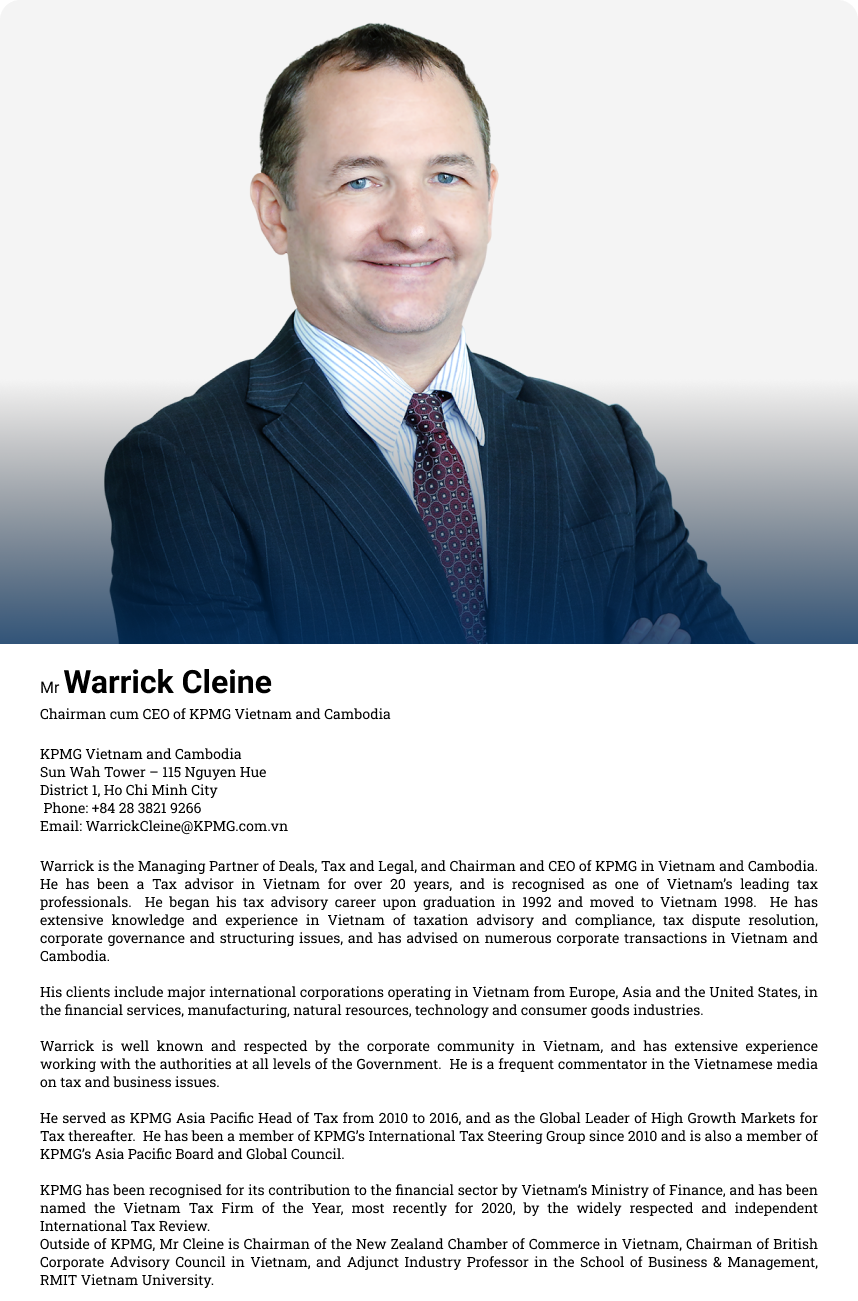 Mr Warrick Cleine
Chairman cum CEO of KPMG Vietnam and Cambodia
KPMG Vietnam and Cambodia
Sun Wah Tower – 115 Nguyen Hue
District 1, Ho Chi Minh City
Phone: +84 28 3821 9266
Email: WarrickCleine@KPMG.com.vn
Warrick is the Managing Partner of Deals, Tax and Legal, and Chairman and CEO of KPMG in Vietnam and Cambodia.
He has been a Tax advisor in Vietnam for over 20 years, and is recognised as one of Vietnam’s leading tax
professionals. He began his tax advisory career upon graduation in 1992 and moved to Vietnam 1998. He has
extensive knowledge and experience in Vietnam of taxation advisory and compliance, tax dispute resolution,
corporate governance and structuring issues, and has advised on numerous corporate transactions in Vietnam and
Cambodia.
His clients include major international corporations operating in Vietnam from Europe, Asia and the United States, in
the financial services, manufacturing, natural resources, technology and consumer goods industries.
Warrick is well known and respected by the corporate community in Vietnam, and has extensive experience
working with the authorities at all levels of the Government. He is a frequent commentator in the Vietnamese media
on tax and business issues.
He served as KPMG Asia Pacific Head of Tax from 2010 to 2016, and as the Global Leader of High Growth Markets for
Tax thereafter. He has been a member of KPMG’s International Tax Steering Group since 2010 and is also a member of
KPMG’s Asia Pacific Board and Global Council.
KPMG has been recognised for its contribution to the financial sector by Vietnam’s Ministry of Finance, and has been
named the Vietnam Tax Firm of the Year, most recently for 2020, by the widely respected and independent
International Tax Review.
Outside of KPMG, Mr Cleine is Chairman of the New Zealand Chamber of Commerce in Vietnam, Chairman of British
Corporate Advisory Council in Vietnam, and Adjunct Industry Professor in the School of Business & Management,
RMIT Vietnam University.